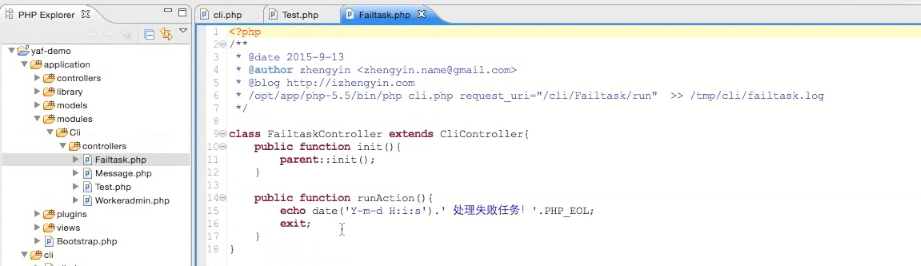 PHP Explorer
yaf-demo
application
controllers
library
models
modules
Cli
controllers
Failtask.php
Message.php
Test.php
Workeradmin.php
plugins
views
Bootstrap.php
cli
cli.php
Test.php
Failtask.php
1 <?php
2 /**
3 * @date 2015-9-13
4 * @author zhengyin <zhengyin.name@gmail.com>
5 * @blog http://izhengyin.com
6 * /opt/app/php-5.5/bin/php cli.php request_uri="/cli/Failtask/run" >> /tmp/cli/failtask.log
7 */
8
9 class FailtaskController extends CliController{
10 public function init(){
11 parent::init();
12 }
13
14 public function runAction(){
15 echo date('Y-m-d H:i:s').' 处理失败任务! '.PHP_EOL;
16 exit;
17 }
18 }